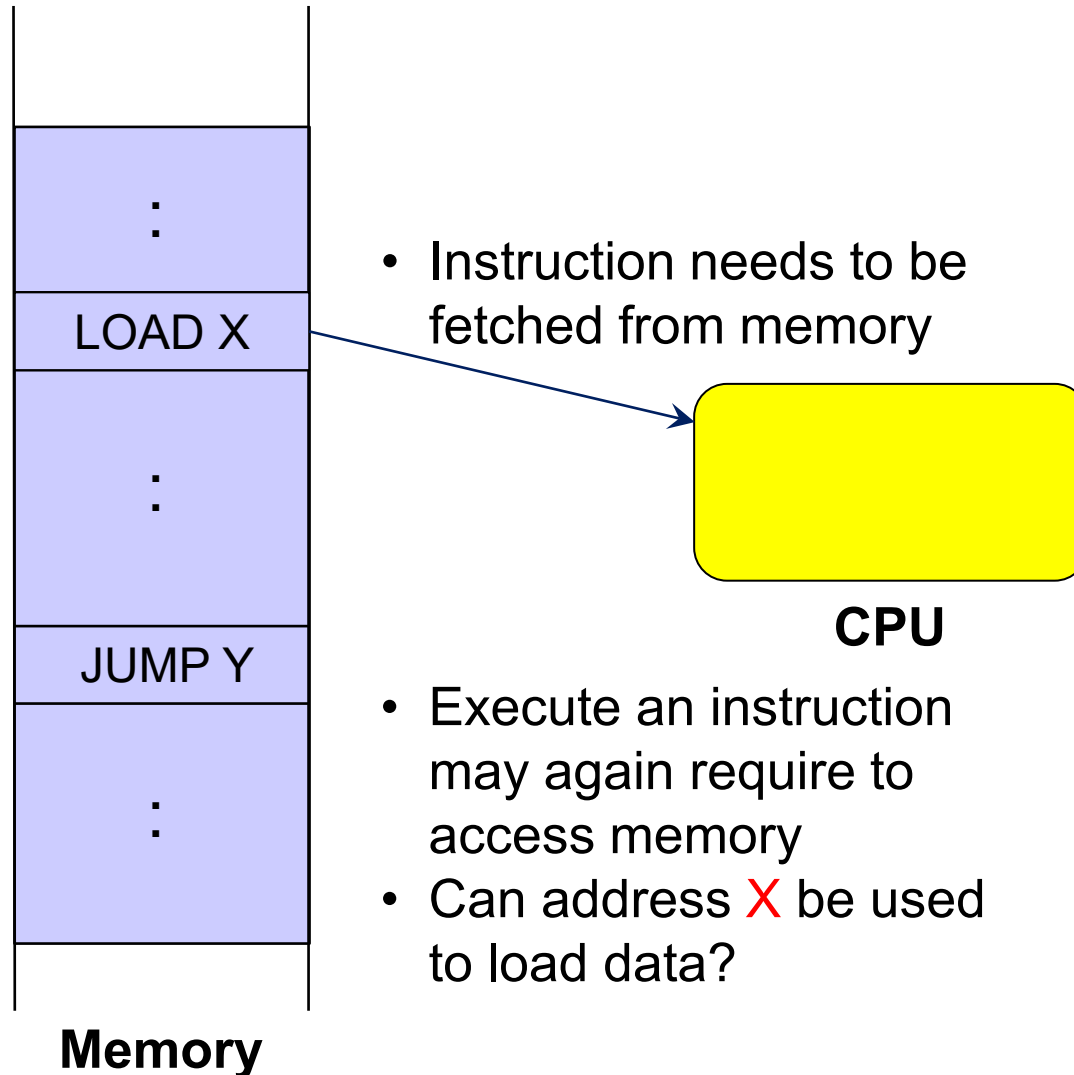 :
• Instruction needs to be
fetched from memory
LOAD X
:
CPU
JUMP Y
• Execute an instruction
may again require to
access memory
:
• Can address X be used
to load data?
Memory